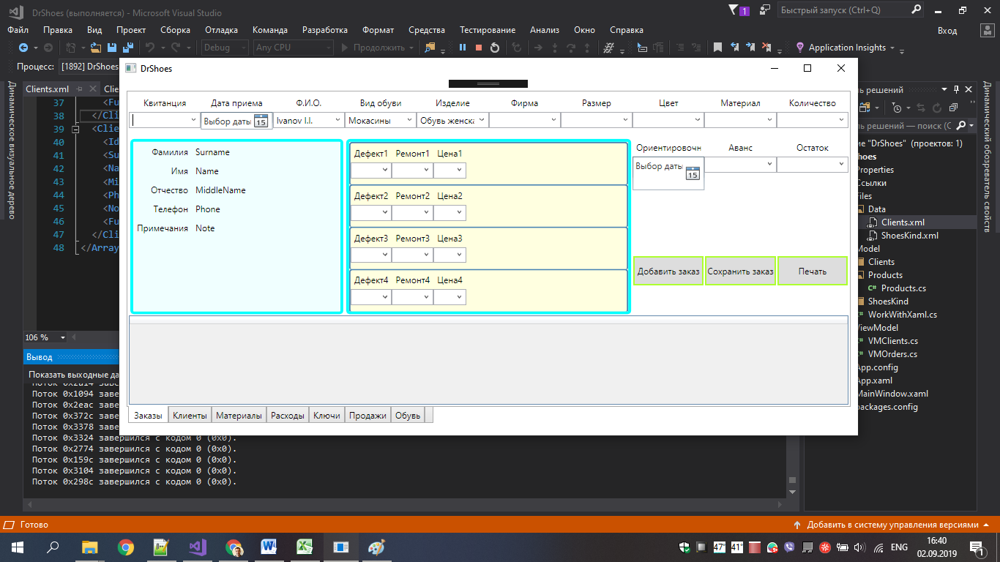 DrShoes (выполняется) - Microsoft Visual Studio
1
Быстрый запуск (Ctrl+Q)
Файл Правка Вид Проект Сборка Отладка Команда Разработка Формат Средства Тестирование Анализ Окно Справка
Вход
Debug Any CPU Продолжить Application Insights
Процесс: [1892] DrShoes
DrShoes
Динамическое визуальное дерево
Clients.xml Clie
37 <Fu
38 </Cli
39 <Clie
40 <Id
41 <Su
42 <Na
43 <Mi
44 <Ph
45 <No
46 <Fu
47 </Cli
48 </Array
106 %
Квитанция Дата приема Ф.И.О. Вид обуви Изделие Фирма Размер Цвет Материал Количество
Выбор даты 15 Ivanov I.I. Мокасины Обувь женска
Фамилия Surname
Имя Name
Отчество MiddleName
Телефон Phone
Примечания Note
Дефект1 Ремонт1 Цена1
Дефект2 Ремонт2 Цена2
Дефект3 Ремонт3 Цена3
Дефект4 Ремонт4 Цена4
Ориентировочн Аванс Остаток
Выбор даты 15
Добавить заказ Сохранить заказ Печать
Заказы Клиенты Материалы Расходы Ключи Продажи Обувь
ь решений
ь решений — поиск (C
ие "DrShoes" (проектов: 1)
hoes
Properties
Ссылки
Files
Data
Clients.xml
ShoesKind.xml
Model
Clients
Products
Products.cs
ShoesKind
WorkWithXaml.cs
ViewModel
VMClients.cs
VMOrders.cs
App.config
App.xaml
MainWindow.xaml
packages.config
Динамический обозреватель свойств
Вывод
Показать выходные да
Поток 0x2a14 заве
Поток 0x1094 заве
Поток 0x2eac заве
Поток 0x372c заве
Поток 0x3378 заве
Поток 0x3324 завершился с кодом 0 (0x0).
Поток 0x2774 завершился с кодом 0 (0x0).
Поток 0x159c завершился с кодом 0 (0x0).
Поток 0x3104 завершился с кодом 0 (0x0).
Поток 0x298c завершился с кодом 0 (0x0).
Готово
Добавить в систему управления версиями
47° 41° ENG
16:40
02.09.2019
1